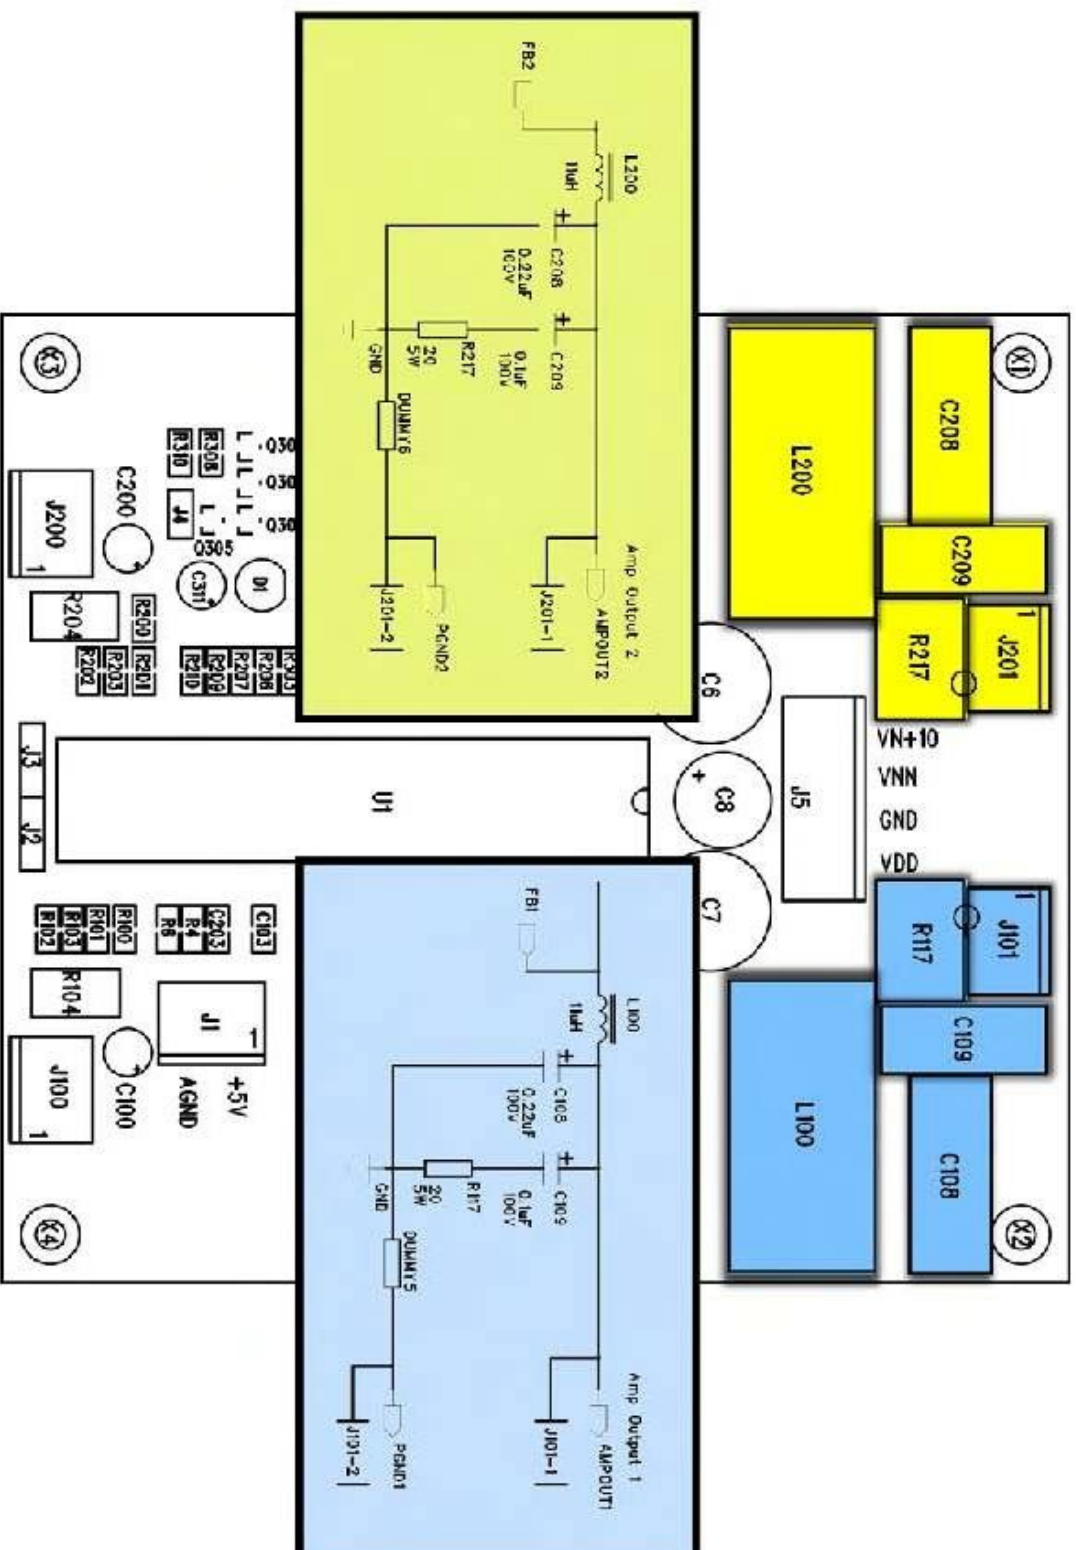 FB2
L200
11uH
C208
0.22uF
100V
C209
0.1uF
100V
R217
20
5W
GND
DUMMY6
Amp Output 2
AMPOUT2
J201-1
PGND2
J201-2
X1
C208
L200
C209
J201
1
R217
X3
R310
R308
J4
Q30
Q30
Q30
Q305
C200
J200
1
C311
D1
R204
R200
R202
R203
R201
R210
R209
R207
R206
R303
C6
VN+10
VNN
GND
VDD
J5
C8
C7
U1
J3
J2
R102
R103
R101
R100
R6
R4
C203
C103
R104
J1
1
+5V
AGND
C100
J100
1
X4
J101
1
R117
C109
L100
C108
X2
FB1
L100
11uH
C108
0.22uF
100V
C109
0.1uF
100V
R117
20
5W
GND
DUMMY5
Amp Output 1
AMPOUT1
J101-1
PGND1
J101-2